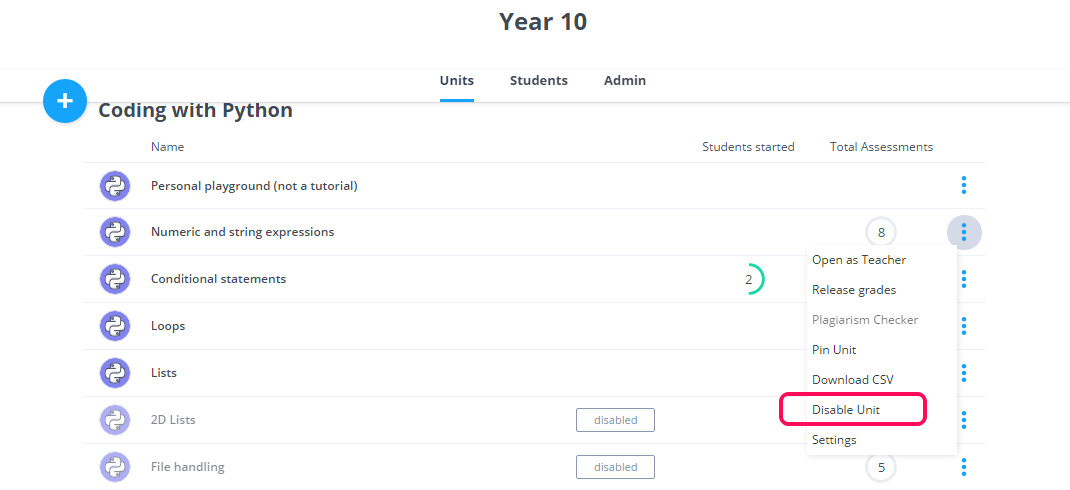 Year 10
Units Students Admin
+
Coding with Python
Name Students started Total Assessments
Personal playground (not a tutorial)
Numeric and string expressions 8
Open as Teacher
Conditional statements 2
Release grades
Loops
Plagiarism Checker
Pin Unit
Lists
Download CSV
Disable Unit
2D Lists disabled
Settings
File handling disabled 5